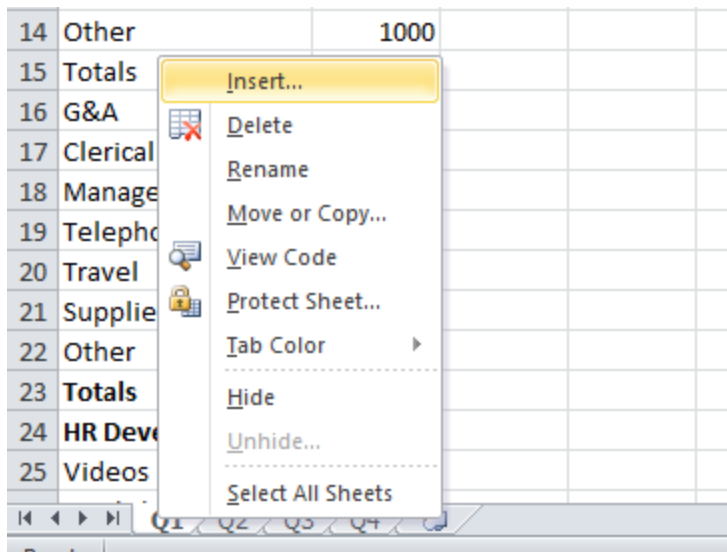 14 Other 1000
15 Totals
16 G&A
17 Clerical
18 Manage
19 Telepho
20 Travel
21 Supplie
22 Other
23 Totals
24 HR Deve
25 Videos
Insert...
Delete
Rename
Move or Copy...
View Code
Protect Sheet...
Tab Color
Hide
Unhide...
Select All Sheets
Q1 Q2 Q3 Q4